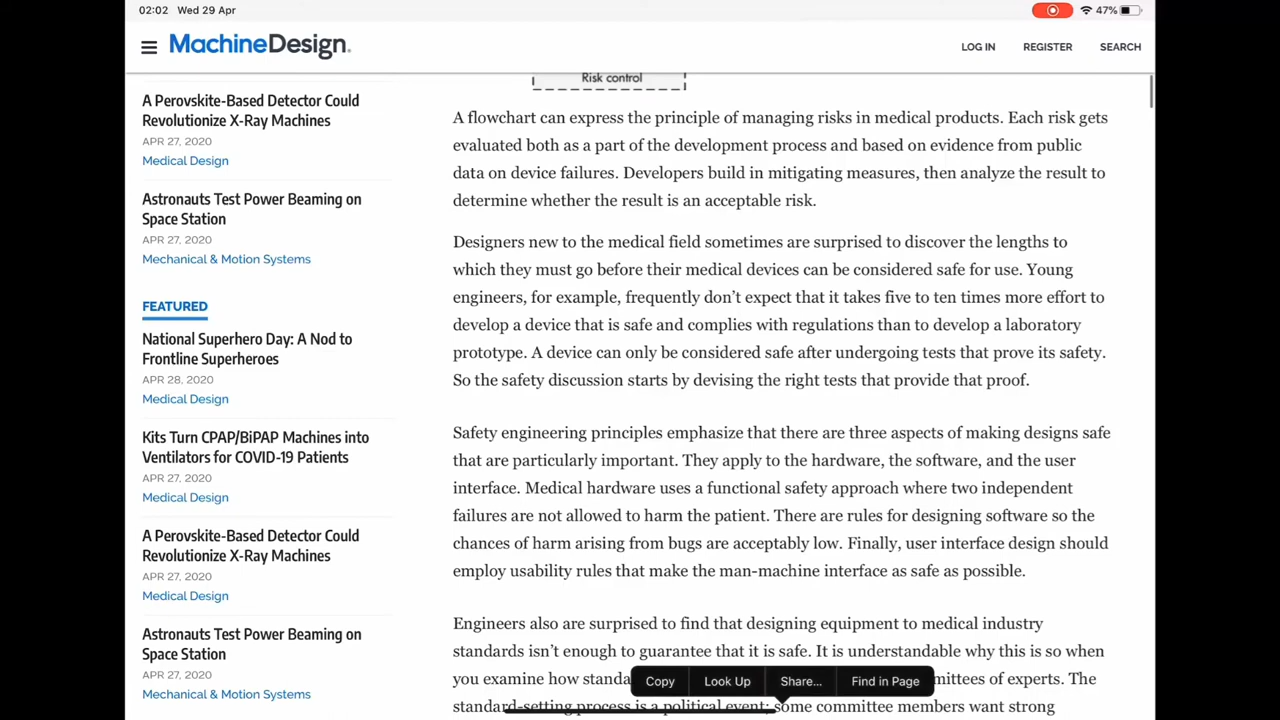 02:02 Wed 29 Apr
47%
MachineDesign.
LOG IN
REGISTER
SEARCH
A Perovskite-Based Detector Could
Revolutionize X-Ray Machines
APR 27, 2020
Medical Design
Astronauts Test Power Beaming on
Space Station
APR 27, 2020
Mechanical & Motion Systems
FEATURED
National Superhero Day: A Nod to
Frontline Superheroes
APR 28, 2020
Medical Design
Kits Turn CPAP/BiPAP Machines into
Ventilators for COVID-19 Patients
APR 27, 2020
Medical Design
A Perovskite-Based Detector Could
Revolutionize X-Ray Machines
APR 27, 2020
Medical Design
Astronauts Test Power Beaming on
Space Station
APR 27, 2020
Mechanical & Motion Systems
Risk control
A flowchart can express the principle of managing risks in medical products. Each risk gets
evaluated both as a part of the development process and based on evidence from public
data on device failures. Developers build in mitigating measures, then analyze the result to
determine whether the result is an acceptable risk.
Designers new to the medical field sometimes are surprised to discover the lengths to
which they must go before their medical devices can be considered safe for use. Young
engineers, for example, frequently don’t expect that it takes five to ten times more effort to
develop a device that is safe and complies with regulations than to develop a laboratory
prototype. A device can only be considered safe after undergoing tests that prove its safety.
So the safety discussion starts by devising the right tests that provide that proof.
Safety engineering principles emphasize that there are three aspects of making designs safe
that are particularly important. They apply to the hardware, the software, and the user
interface. Medical hardware uses a functional safety approach where two independent
failures are not allowed to harm the patient. There are rules for designing software so the
chances of harm arising from bugs are acceptably low. Finally, user interface design should
employ usability rules that make the man-machine interface as safe as possible.
Engineers also are surprised to find that designing equipment to medical industry
standards isn’t enough to guarantee that it is safe. It is understandable why this is so when
you examine how standa mittees of experts. The
Copy
Look Up
Share...
Find in Page
standard-setting process is a political event; some committee members want strong